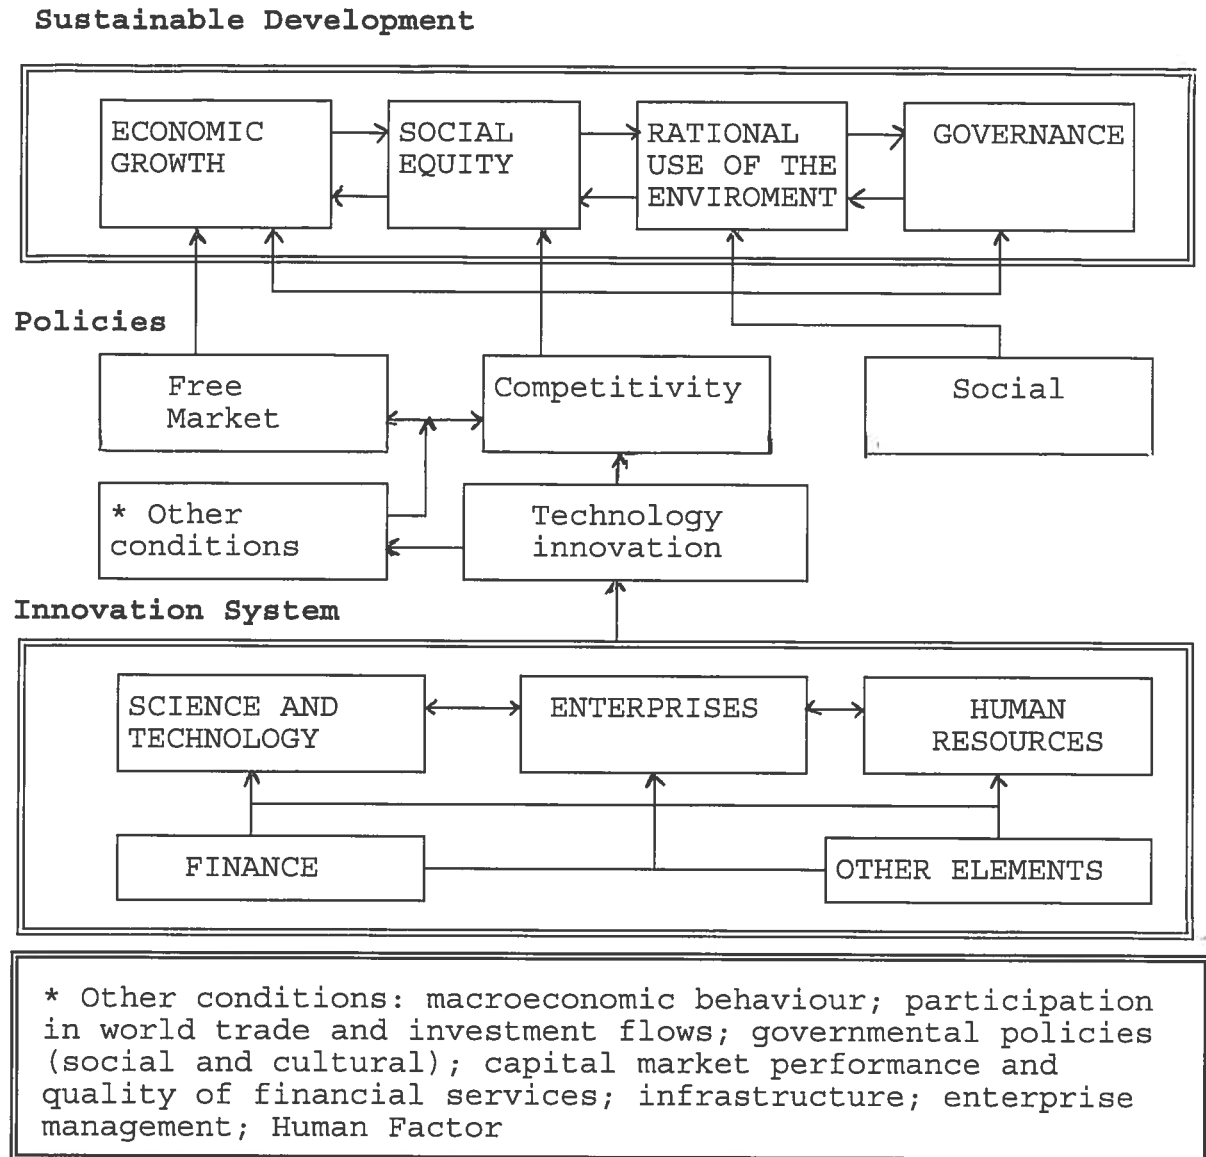 Sustainable Development
ECONOMIC
GROWTH
SOCIAL
EQUITY
RATIONAL
USE OF THE
ENVIROMENT
GOVERNANCE
Policies
Free
Market
Competitivity
Social
* Other
conditions
Technology
innovation
Innovation System
SCIENCE AND
TECHNOLOGY
ENTERPRISES
HUMAN
RESOURCES
FINANCE
OTHER ELEMENTS
* Other conditions: macroeconomic behaviour; participation
in world trade and investment flows; governmental policies
(social and cultural); capital market performance and
quality of financial services; infrastructure; enterprise
management; Human Factor